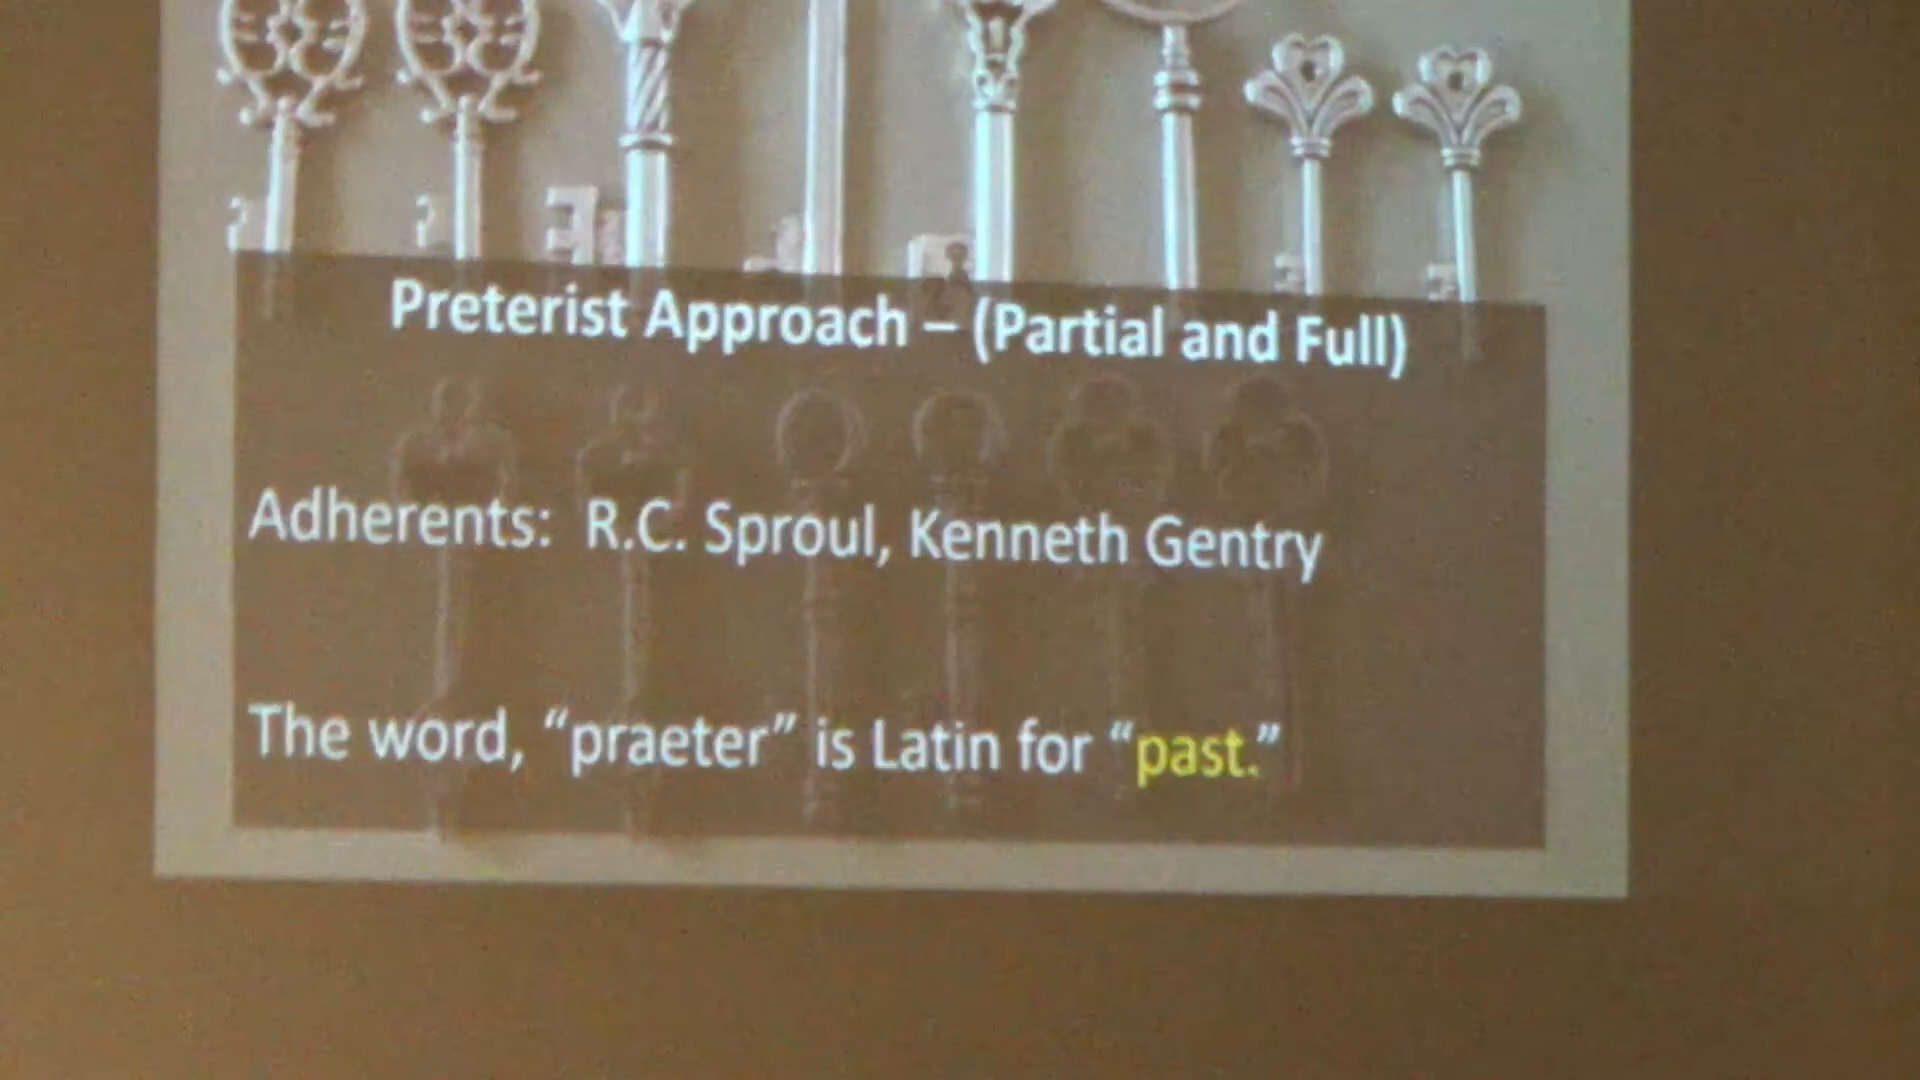 Preterist Approach – (Partial and Full)
Adherents: R.C. Sproul, Kenneth Gentry
The word, “praeter” is Latin for “past.”